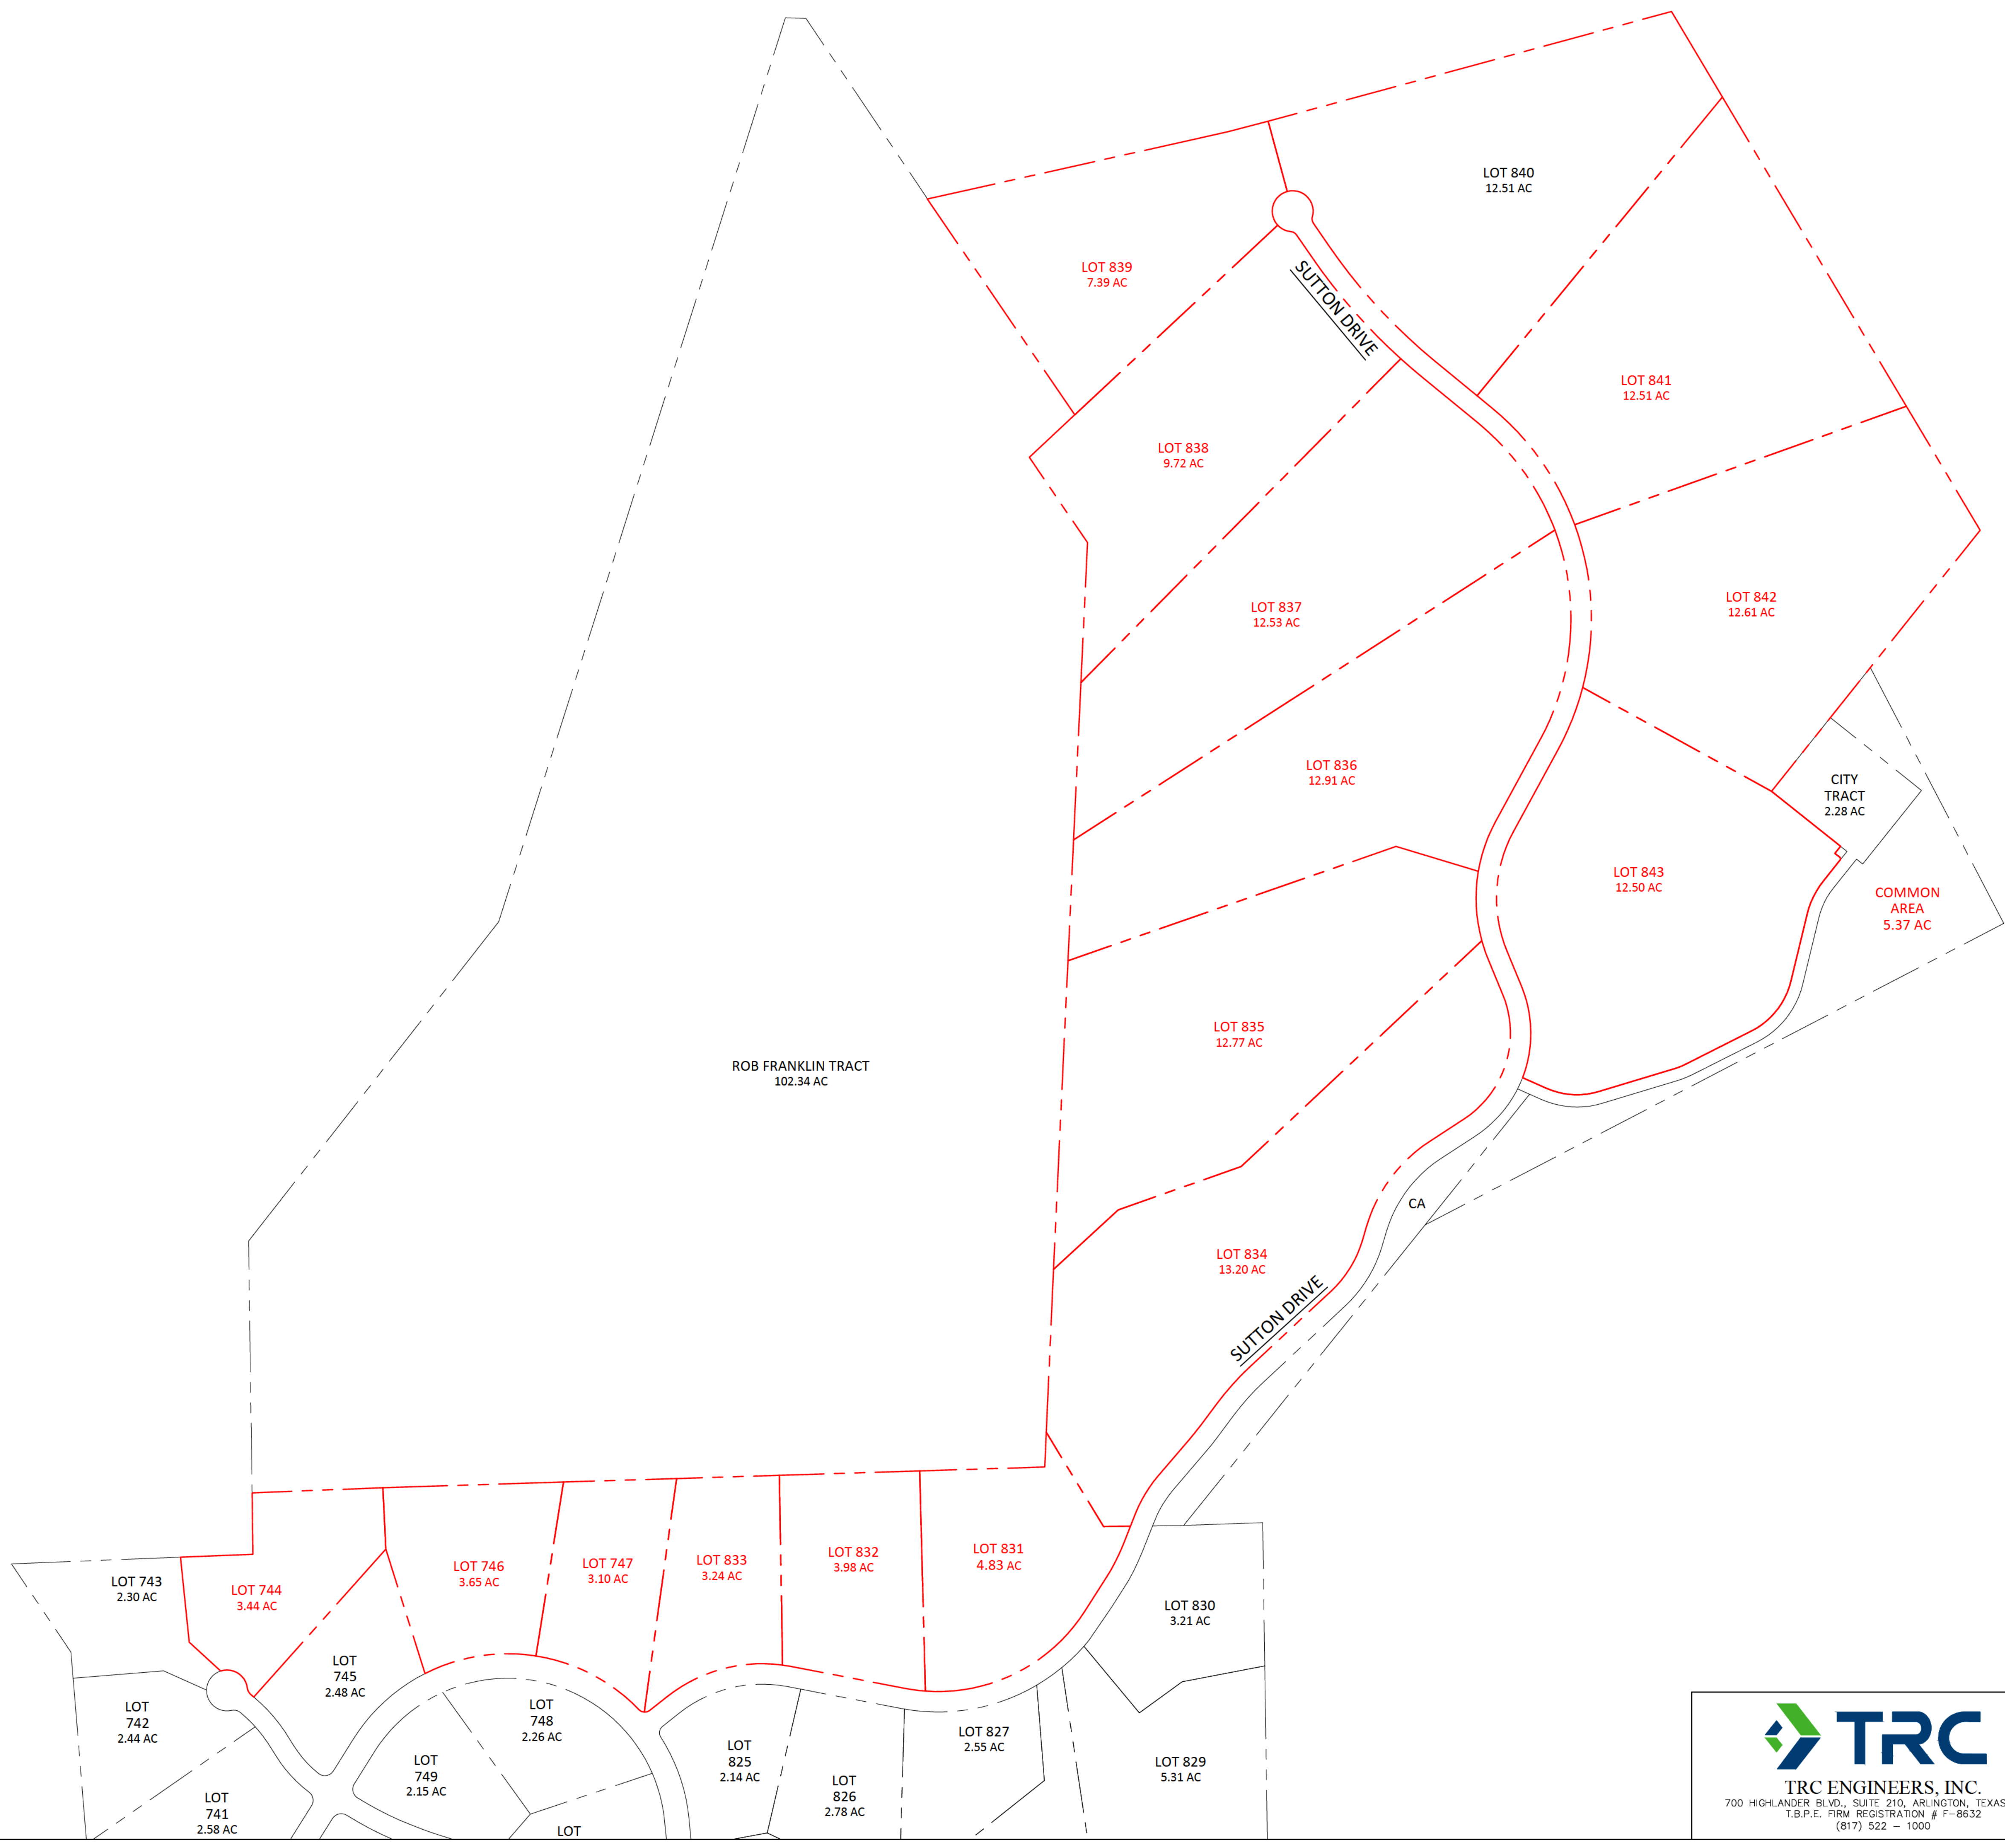 LOT 840
12.51 AC
LOT 839
7.39 AC
SUTTON DRIVE
LOT 841
12.51 AC
LOT 838
9.72 AC
LOT 837
12.53 AC
LOT 842
12.61 AC
LOT 836
12.91 AC
CITY
TRACT
2.28 AC
LOT 843
12.50 AC
COMMON
AREA
5.37 AC
LOT 835
12.77 AC
ROB FRANKLIN TRACT
102.34 AC
CA
LOT 834
13.20 AC
SUTTON DRIVE
LOT 743
2.30 AC
LOT 744
3.44 AC
LOT 746
3.65 AC
LOT 747
3.10 AC
LOT 833
3.24 AC
LOT 832
3.98 AC
LOT 831
4.83 AC
LOT 830
3.21 AC
LOT
745
2.48 AC
LOT
742
2.44 AC
LOT
748
2.26 AC
LOT
749
2.15 AC
LOT
825
2.14 AC
LOT 827
2.55 AC
LOT
826
2.78 AC
LOT 829
5.31 AC
LOT
741
2.58 AC
LOT
TRC
TRC ENGINEERS, INC.
700 HIGHLANDER BLVD., SUITE 210, ARLINGTON, TEXAS
T.B.P.E. FIRM REGISTRATION # F-8632
(817) 522 - 1000